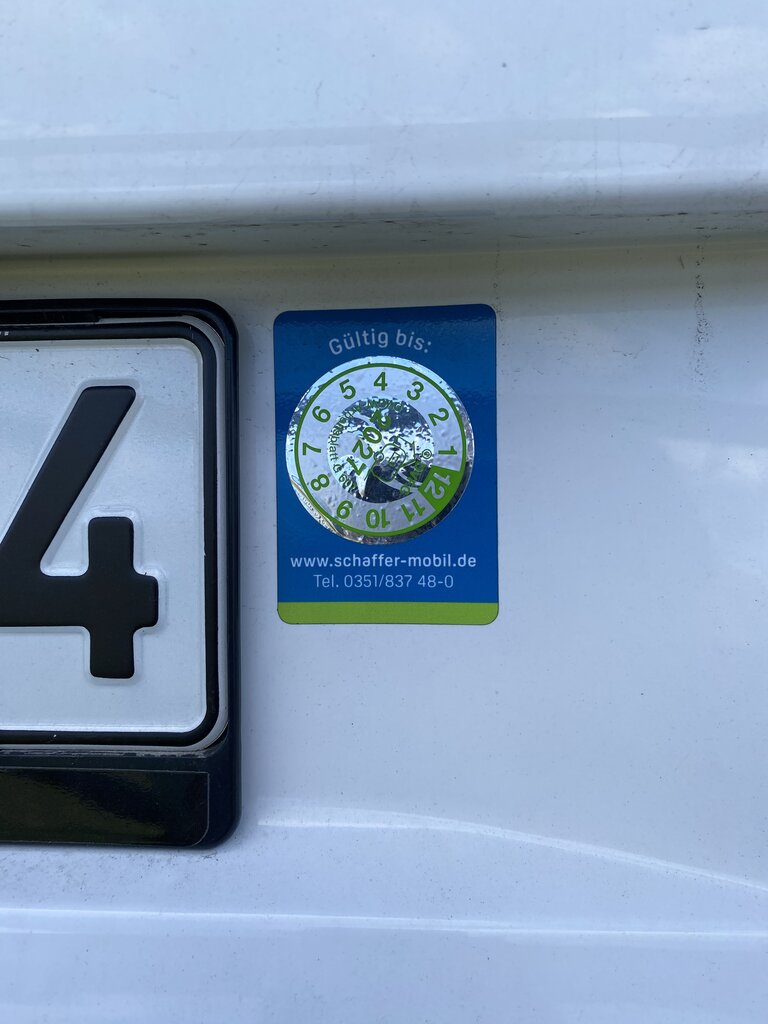 4
Gültig bis:
1 2 3 4 5 6 7 8 9 10 11 12
www.schaffer-mobil.de
Tel. 0351/837 48-0